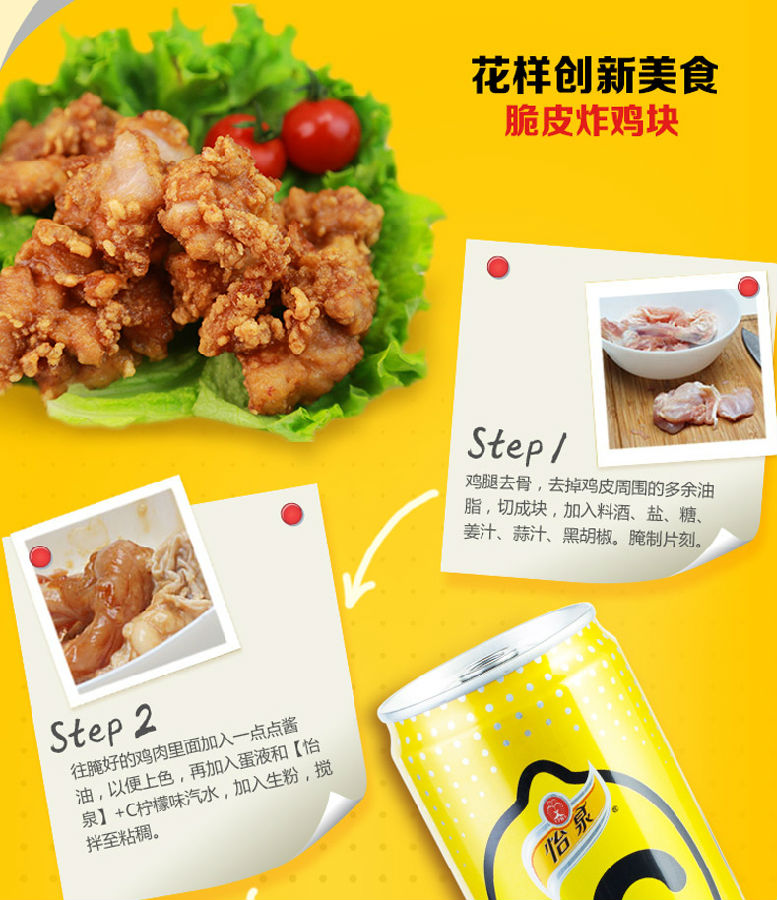 花样创新美食
脆皮炸鸡块
Step 1
鸡腿去骨，去掉鸡皮周围的多余油
脂，切成块，加入料酒、盐、糖、
姜汁、蒜汁、黑胡椒。腌制片刻。
Step 2
往腌好的鸡肉里面加入一点点酱
油，以便上色，再加入蛋液和【怡
泉】+C柠檬味汽水，加入生粉，搅
拌至粘稠。
怡泉
®
C